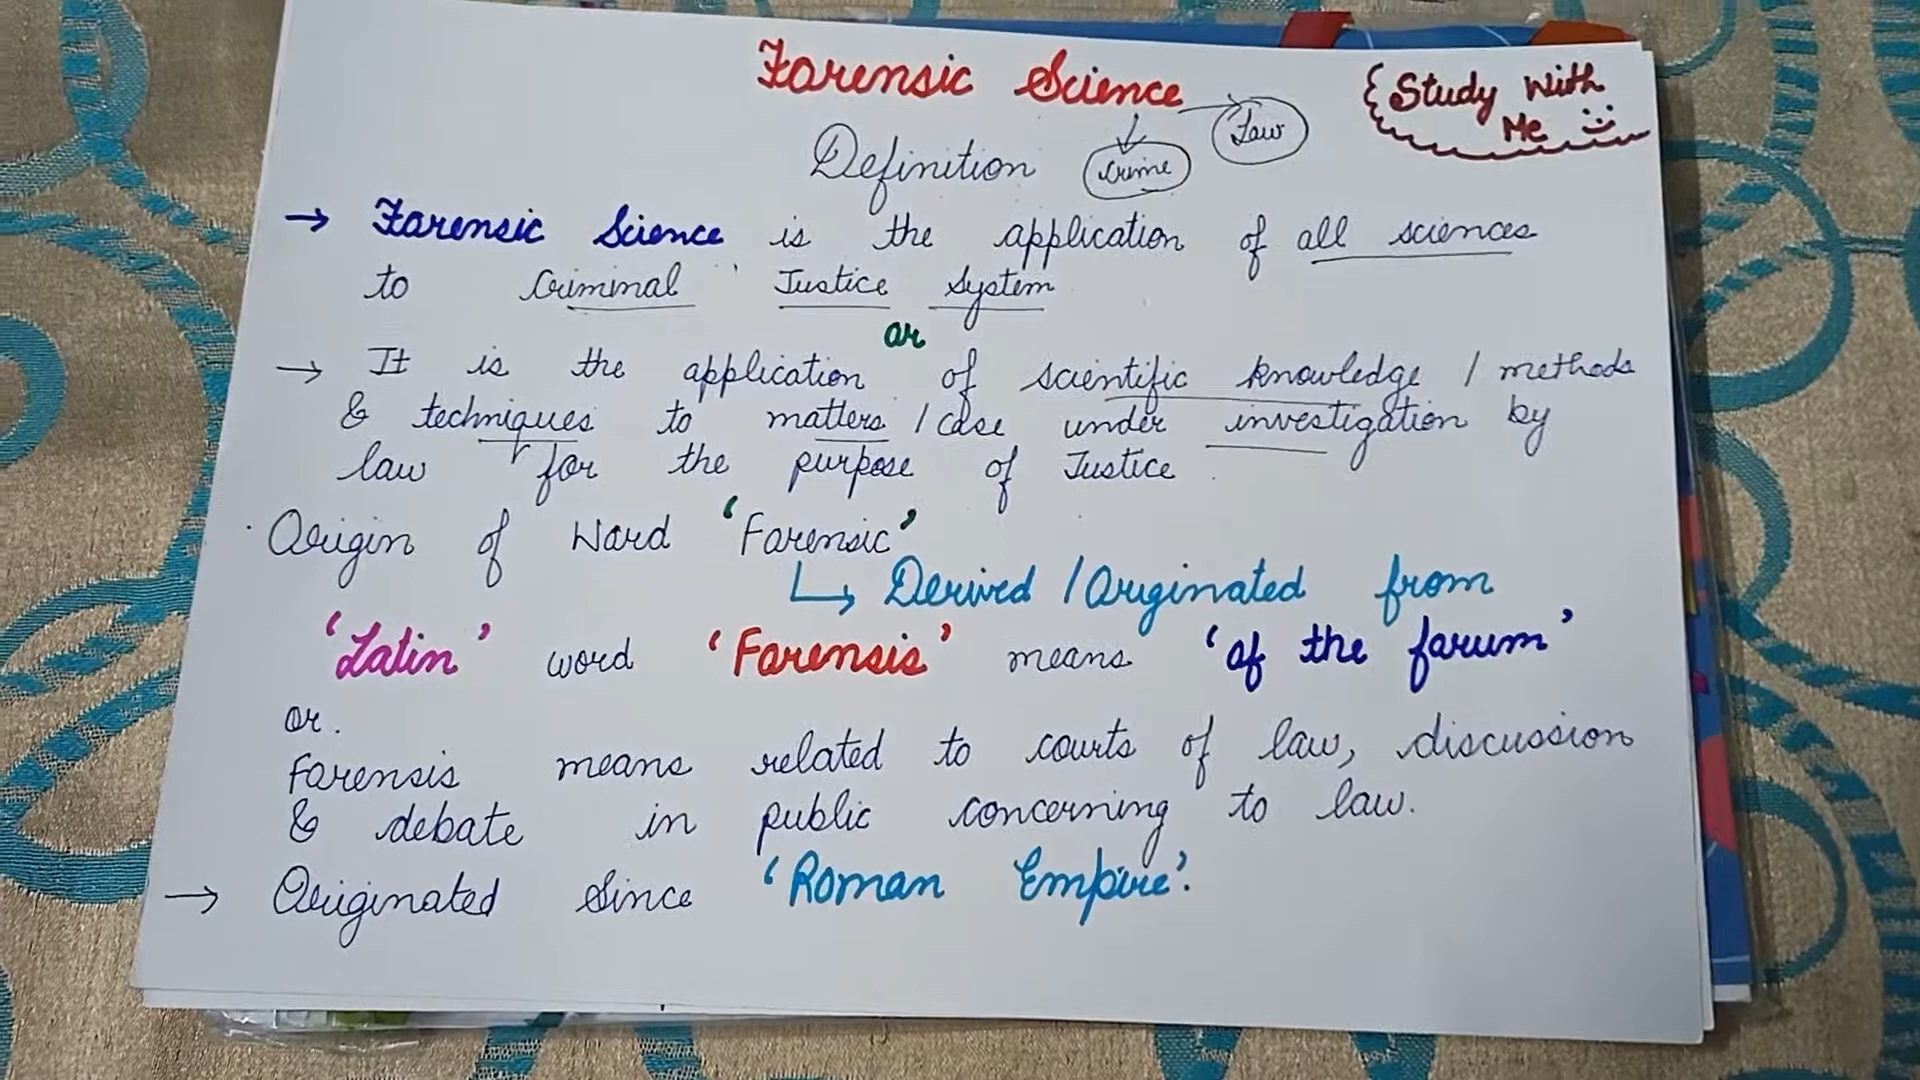 Forensic Science
Study With
Me
Law
Definition
Crime
→ Forensic Science is the application of all sciences
to Criminal Justice System
or
→ It is the application of scientific knowledge / methods
& techniques to matters / case under investigation by
law for the purpose of Justice
Origin of Word 'Forensic'
↳ Derived / Originated from
'Latin' word 'Forensis' means 'of the forum'
or.
Forensis means related to courts of law, discussion
& debate in public concerning to law.
→ Originated Since 'Roman Empire'.